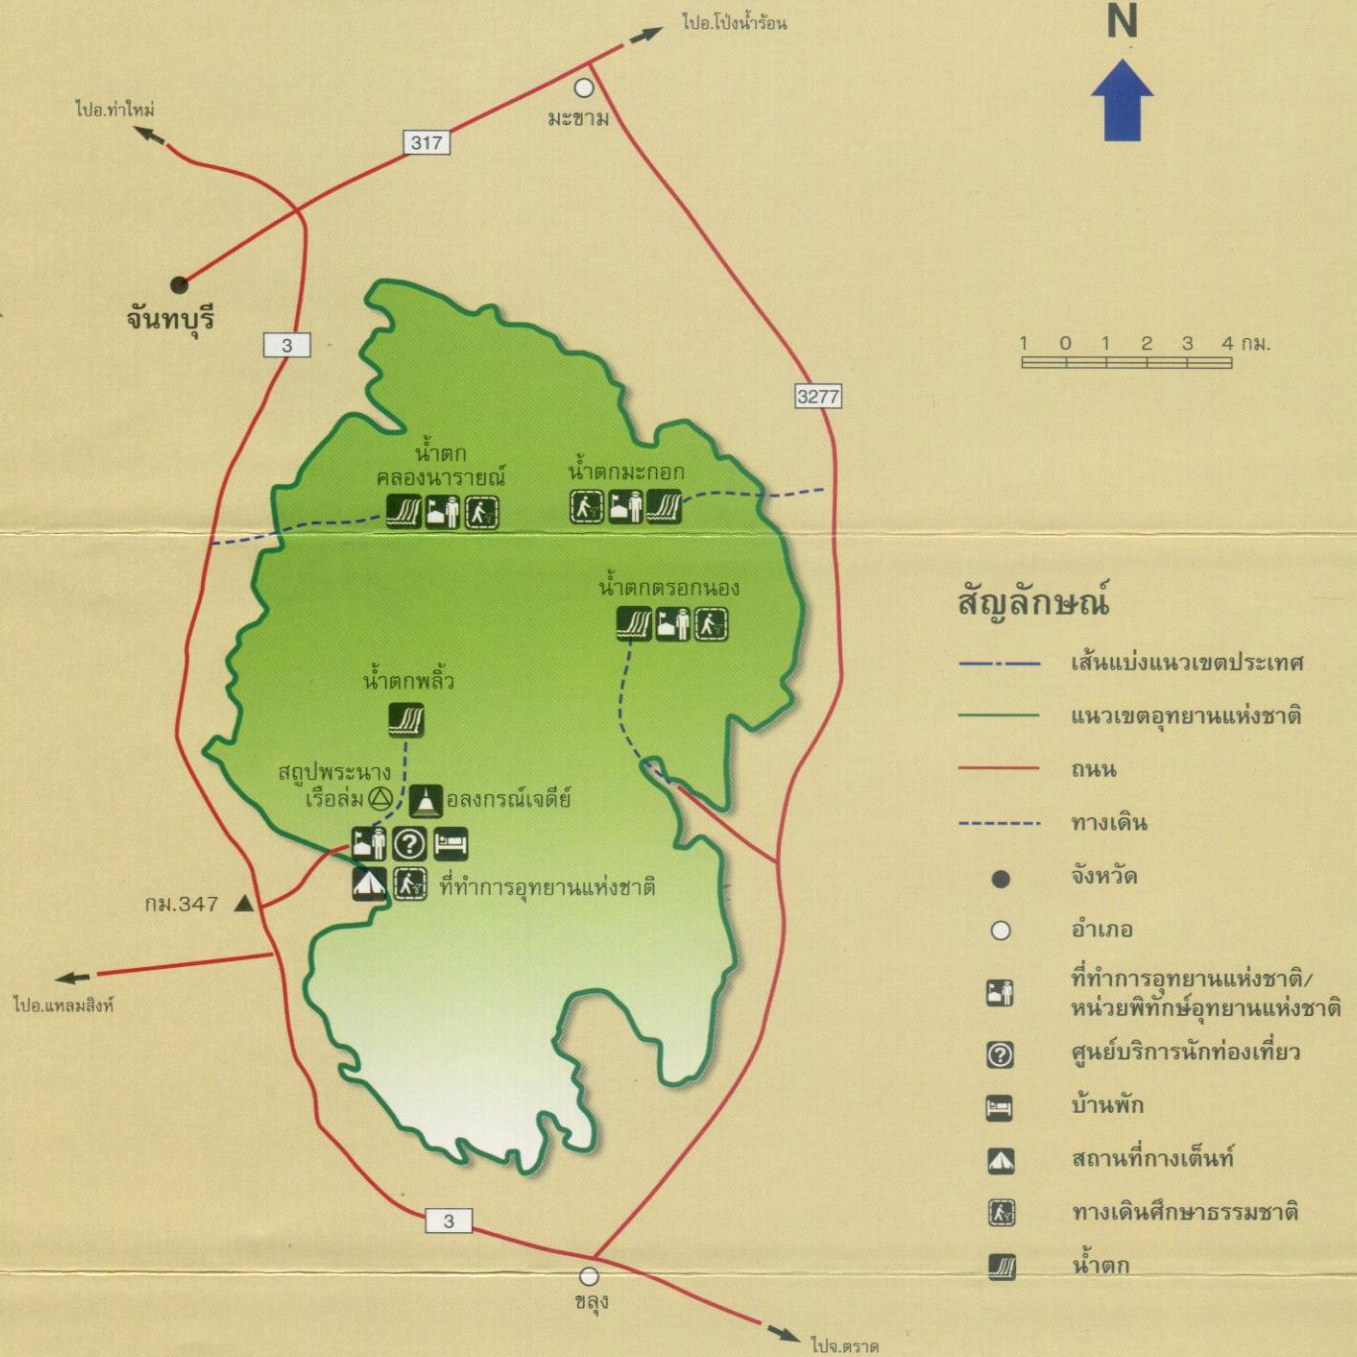 N
ไปอ.โป่งน้ำร้อน
ไปอ.ท่าใหม่
มะขาม
317
จันทบุรี
3
1 0 1 2 3 4 กม.
3277
น้ำตก
คลองนารายณ์
น้ำตกมะกอก
น้ำตกตรอกนอง
น้ำตกพลิ้ว
สถูปพระนาง
เรือล่ม
อลงกรณ์เจดีย์
ที่ทำการอุทยานแห่งชาติ
กม.347
ไปอ.แหลมสิงห์
3
ขลุง
ไปจ.ตราด
สัญลักษณ์
เส้นแบ่งแนวเขตประเทศ
แนวเขตอุทยานแห่งชาติ
ถนน
ทางเดิน
จังหวัด
อำเภอ
ที่ทำการอุทยานแห่งชาติ/
หน่วยพิทักษ์อุทยานแห่งชาติ
?
ศูนย์บริการนักท่องเที่ยว
บ้านพัก
สถานที่กางเต็นท์
ทางเดินศึกษาธรรมชาติ
น้ำตก